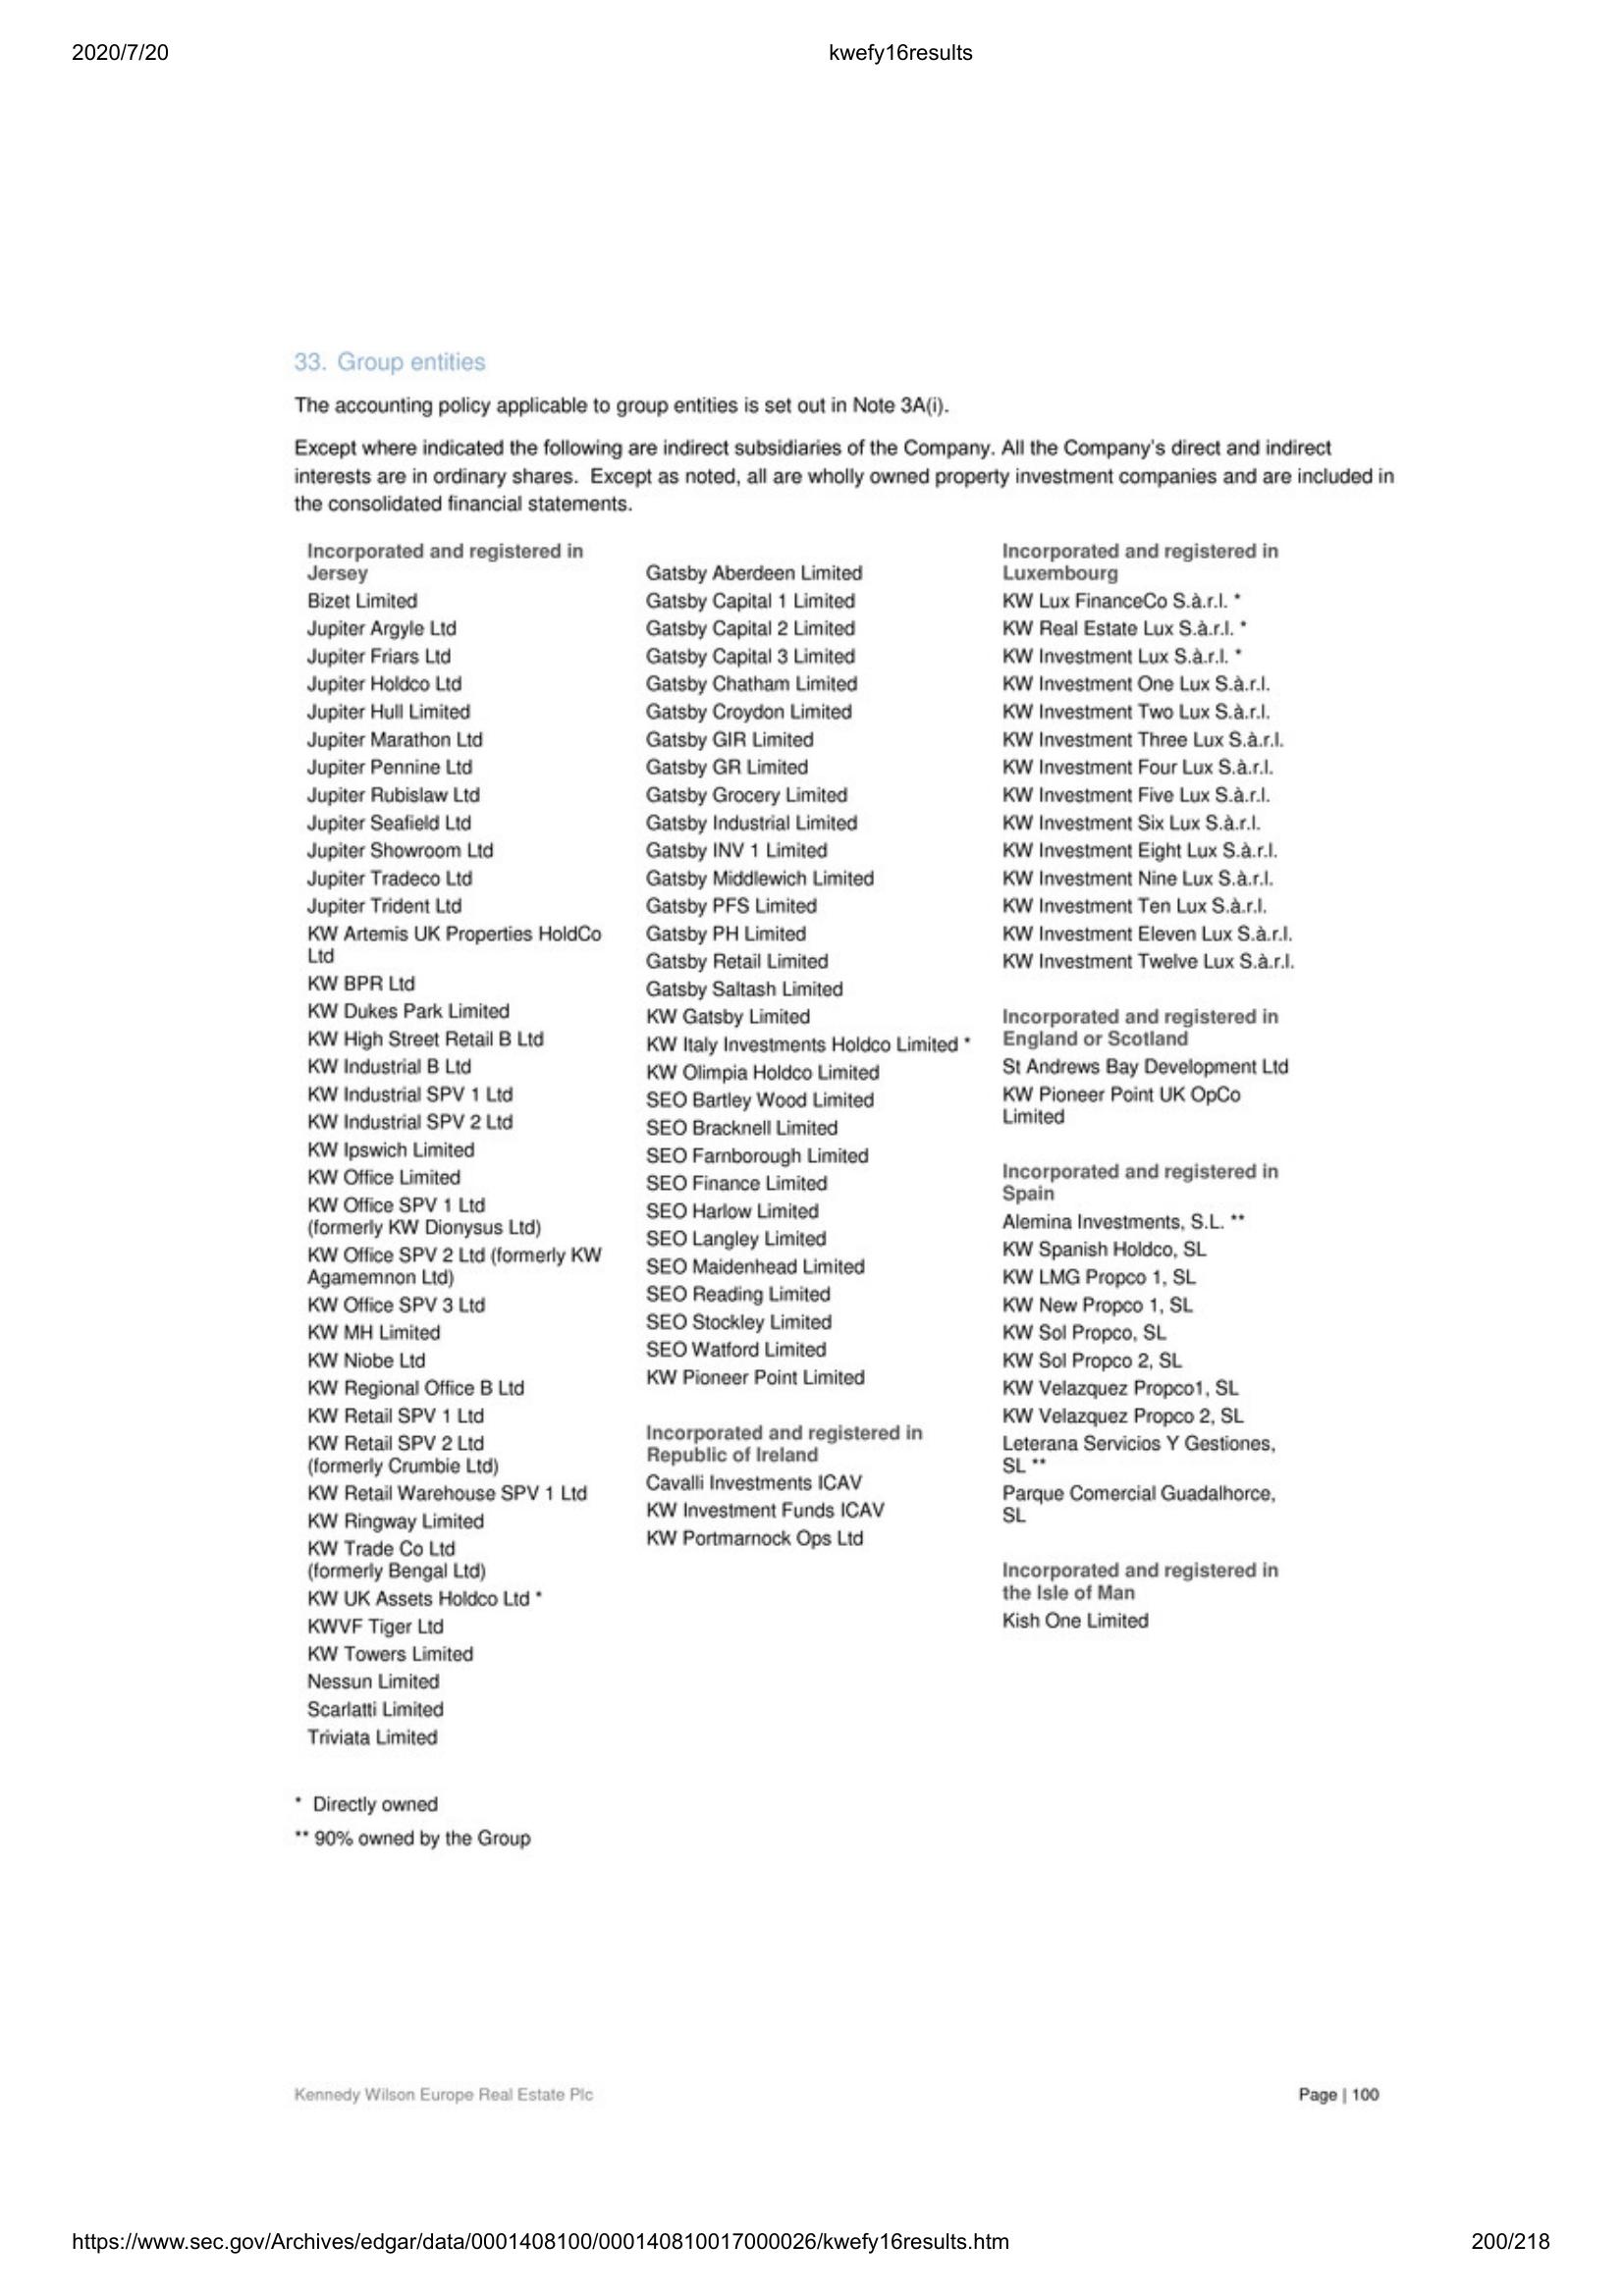 2020/7/20
kwefy16results
33. Group entities
The accounting policy applicable to group entities is set out in Note 3A(i).
Except where indicated the following are indirect subsidiaries of the Company. All the Company's direct and indirect
interests are in ordinary shares. Except as noted, all are wholly owned property investment companies and are included in
the consolidated financial statements.
Incorporated and registered in
Jersey
Bizet Limited
Jupiter Argyle Ltd
Jupiter Friars Ltd
Jupiter Holdco Ltd
Jupiter Hull Limited
Jupiter Marathon Ltd
Jupiter Pennine Ltd
Jupiter Rubislaw Ltd
Jupiter Seafield Ltd
Jupiter Showroom Ltd
Jupiter Tradeco Ltd
Jupiter Trident Ltd
KW Artemis UK Properties HoldCo
Ltd
KW BPR Ltd
KW Dukes Park Limited
KW High Street Retail B Ltd
KW Industrial B Ltd
KW Industrial SPV 1 Ltd
KW Industrial SPV 2 Ltd
KW Ipswich Limited
KW Office Limited
KW Office SPV 1 Ltd
(formerly KW Dionysus Ltd)
KW Office SPV 2 Ltd (formerly KW
Agamemnon Ltd)
KW Office SPV 3 Ltd
KW MH Limited
KW Niobe Ltd
KW Regional Office B Ltd
KW Retail SPV 1 Ltd
KW Retail SPV 2 Ltd
(formerly Crumbie Ltd)
KW Retail Warehouse SPV 1 Ltd
KW Ringway Limited
KW Trade Co Ltd
(formerly Bengal Ltd)
KW UK Assets Holdco Ltd *
KWVF Tiger Ltd
KW Towers Limited
Nessun Limited
Scarlatti Limited
Triviata Limited
Gatsby Aberdeen Limited
Gatsby Capital 1 Limited
Gatsby Capital 2 Limited
Gatsby Capital 3 Limited
Gatsby Chatham Limited
Gatsby Croydon Limited
Gatsby GIR Limited
Gatsby GR Limited
Gatsby Grocery Limited
Gatsby Industrial Limited
Gatsby INV 1 Limited
Gatsby Middlewich Limited
Gatsby PFS Limited
Gatsby PH Limited
Gatsby Retail Limited
Gatsby Saltash Limited
KW Gatsby Limited
KW Italy Investments Holdco Limited *
KW Olimpia Holdco Limited
SEO Bartley Wood Limited
SEO Bracknell Limited
SEO Farnborough Limited
SEO Finance Limited
SEO Harlow Limited
SEO Langley Limited
SEO Maidenhead Limited
SEO Reading Limited
SEO Stockley Limited
SEO Watford Limited
KW Pioneer Point Limited
Incorporated and registered in
Republic of Ireland
Cavalli Investments ICAV
KW Investment Funds ICAV
KW Portmarnock Ops Ltd
Incorporated and registered in
Luxembourg
KW Lux FinanceCo S.à.r.l. *
KW Real Estate Lux S.à.r.l. *
KW Investment Lux S.à.r.l. *
KW Investment One Lux S.à.r.l.
KW Investment Two Lux S.à.r.l.
KW Investment Three Lux S.à.r.l.
KW Investment Four Lux S.à.r.l.
KW Investment Five Lux S.à.r.l.
KW Investment Six Lux S.à.r.l.
KW Investment Eight Lux S.à.r.l.
KW Investment Nine Lux S.à.r.l.
KW Investment Ten Lux S.à.r.l.
KW Investment Eleven Lux S.à.r.l.
KW Investment Twelve Lux S.à.r.l.
Incorporated and registered in
England or Scotland
St Andrews Bay Development Ltd
KW Pioneer Point UK OpCo
Limited
Incorporated and registered in
Spain
Alemina Investments, S.L. **
KW Spanish Holdco, SL
KW LMG Propco 1, SL
KW New Propco 1, SL
KW Sol Propco, SL
KW Sol Propco 2, SL
KW Velazquez Propco1, SL
KW Velazquez Propco 2, SL
Leterana Servicios Y Gestiones,
SL **
Parque Comercial Guadalhorce,
SL
Incorporated and registered in
the Isle of Man
Kish One Limited
* Directly owned
** 90% owned by the Group
Kennedy Wilson Europe Real Estate Plc
Page | 100
https://www.sec.gov/Archives/edgar/data/0001408100/000140810017000026/kwefy16results.htm
200/218